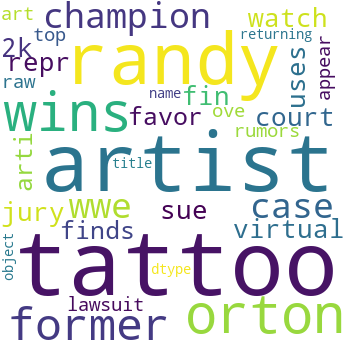 art
champion
watch
returning
2k
top
randy
repr
raw
uses
appear
wins
name
fin
favor
ove
court
rumors
arti
artist
title
jury
wwe
sue
case
finds
virtual
object
tattoo
dtype
lawsuit
former
orton